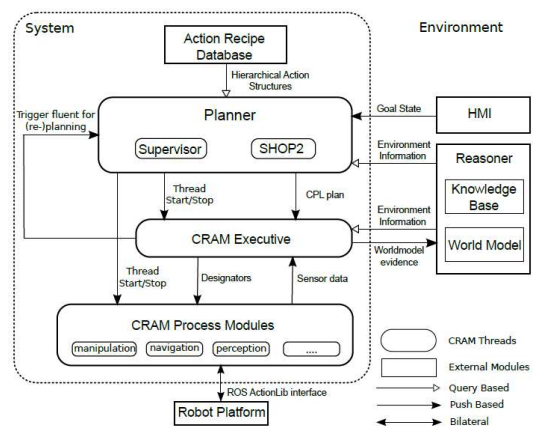 System
Environment
Action Recipe
Database
Hierarchical Action
Structures
Trigger fluent for
(re-)planning
Planner
Supervisor
SHOP2
Goal State
HMI
Environment
Information
Reasoner
Knowledge
Base
World Model
Thread
Start/Stop
CPL plan
Environment
Information
CRAM Executive
Worldmodel
evidence
Thread
Start/Stop
Designators
Sensor data
CRAM Process Modules
manipulation
navigation
perception
....
ROS ActionLib interface
Robot Platform
CRAM Threads
External Modules
Query Based
Push Based
Bilateral